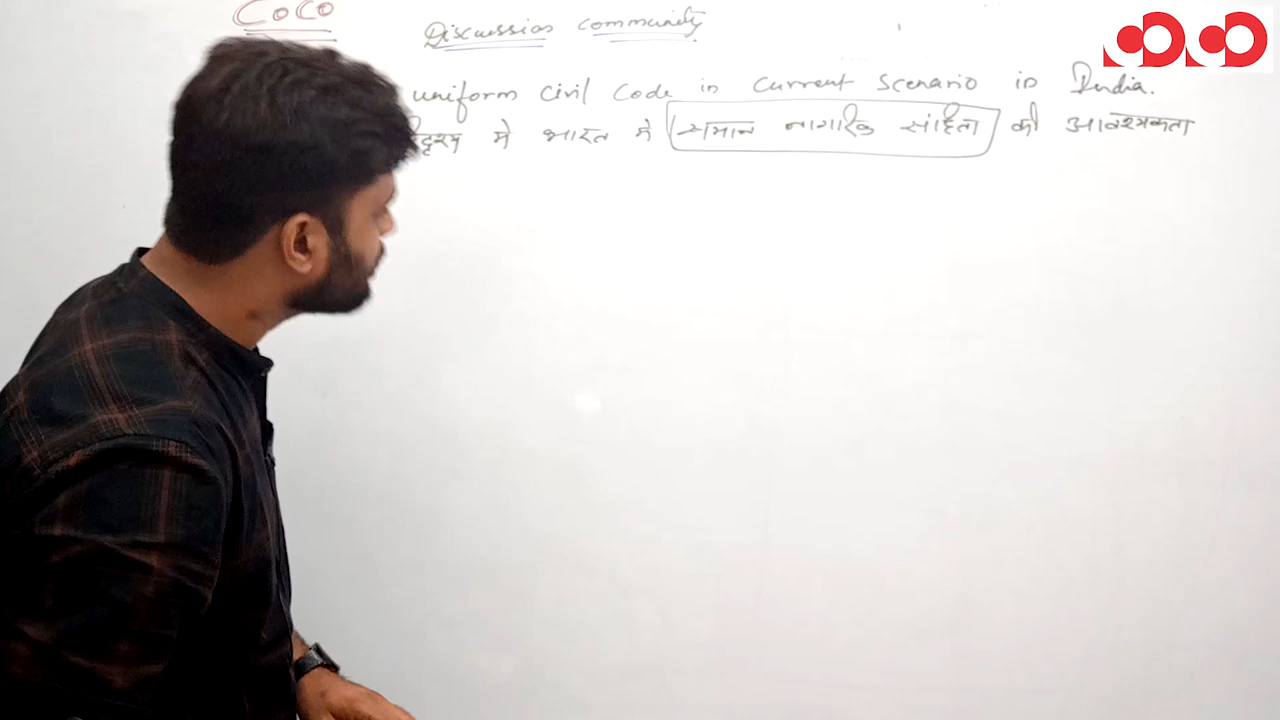 CoCo
Discussion community
uniform civil Code in Current Scenario in India.
में भारत में समान नागरिक संहिता की आवश्यकता